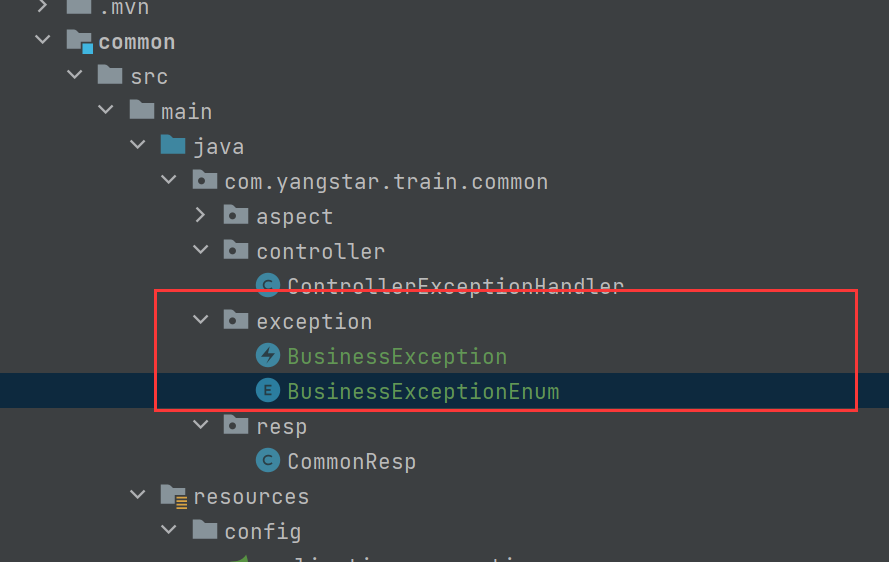 .mvn
common
src
main
java
com.yangstar.train.common
aspect
controller
ControllerExceptionHandler
exception
BusinessException
BusinessExceptionEnum
resp
CommonResp
resources
config